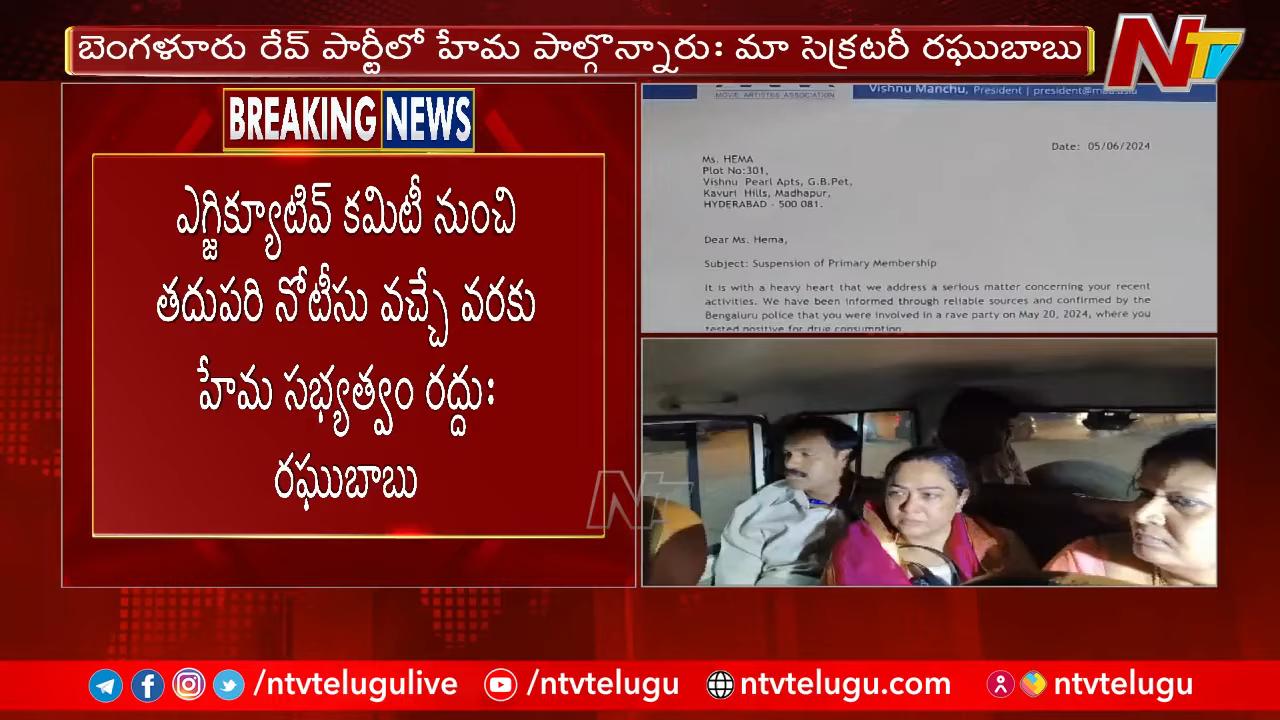 బెంగళూరు రేవ్ పార్టీలో హేమ పాల్గొన్నారుః మా సెక్రటరీ రఘుబాబు
NTV
BREAKING NEWS
ఎగ్జిక్యూటివ్ కమిటీ నుంచి
తదుపరి నోటీసు వచ్చే వరకు
హేమ సభ్యత్వం రద్దుః
రఘుబాబు
MOVIE ARTISTES ASSOCIATION
Vishnu Manchu, President | president@maa.asia
Date: 05/06/2024
Ms. HEMA
Plot No:301,
Vishnu Pearl Apts, G.B.Pet,
Kavuri Hills, Madhapur,
HYDERABAD - 500 081.
Dear Ms. Hema,
Subject: Suspension of Primary Membership
It is with a heavy heart that we address a serious matter concerning your recent
activities. We have been informed through reliable sources and confirmed by the
Bengaluru police that you were involved in a rave party on May 20, 2024, where you
tested positive for drug consumption.
NTV
/ntvtelugulive
/ntvtelugu
ntvtelugu.com
ntvtelugu